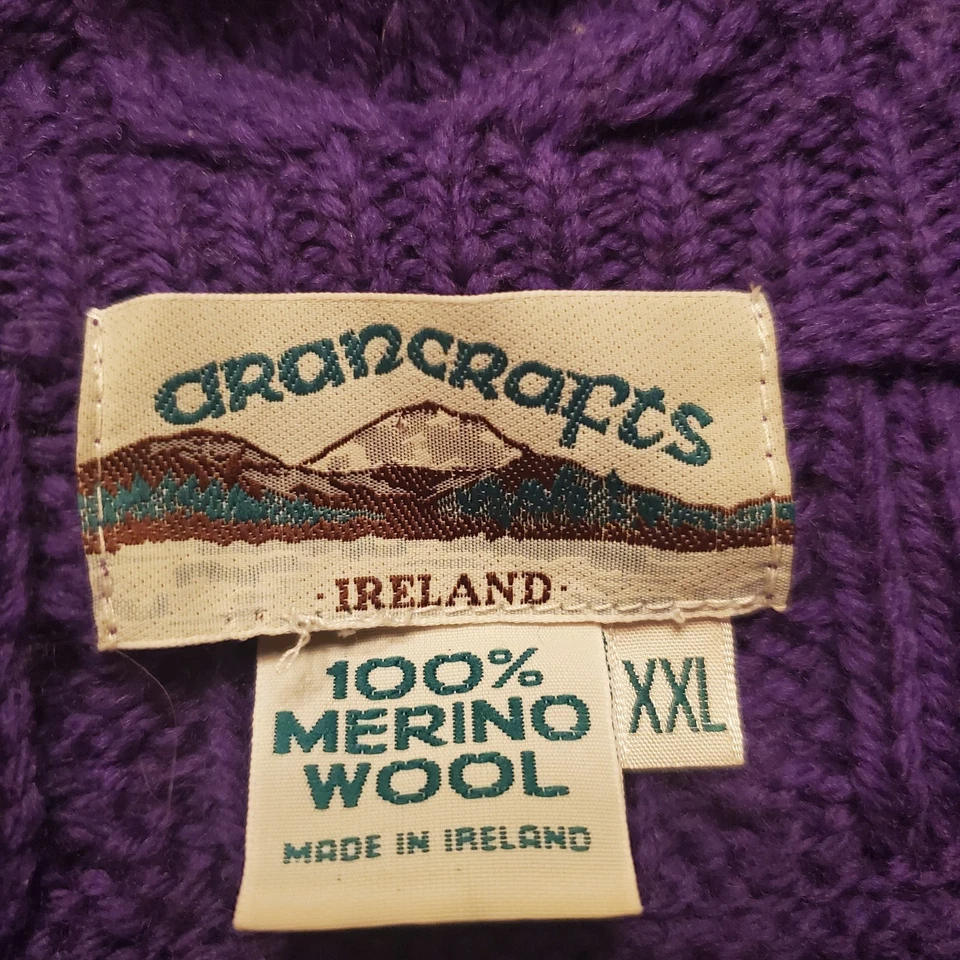 arancrafts
·IRELAND·
100%
MERINO
WOOL
XXL
MADE IN IRELAND